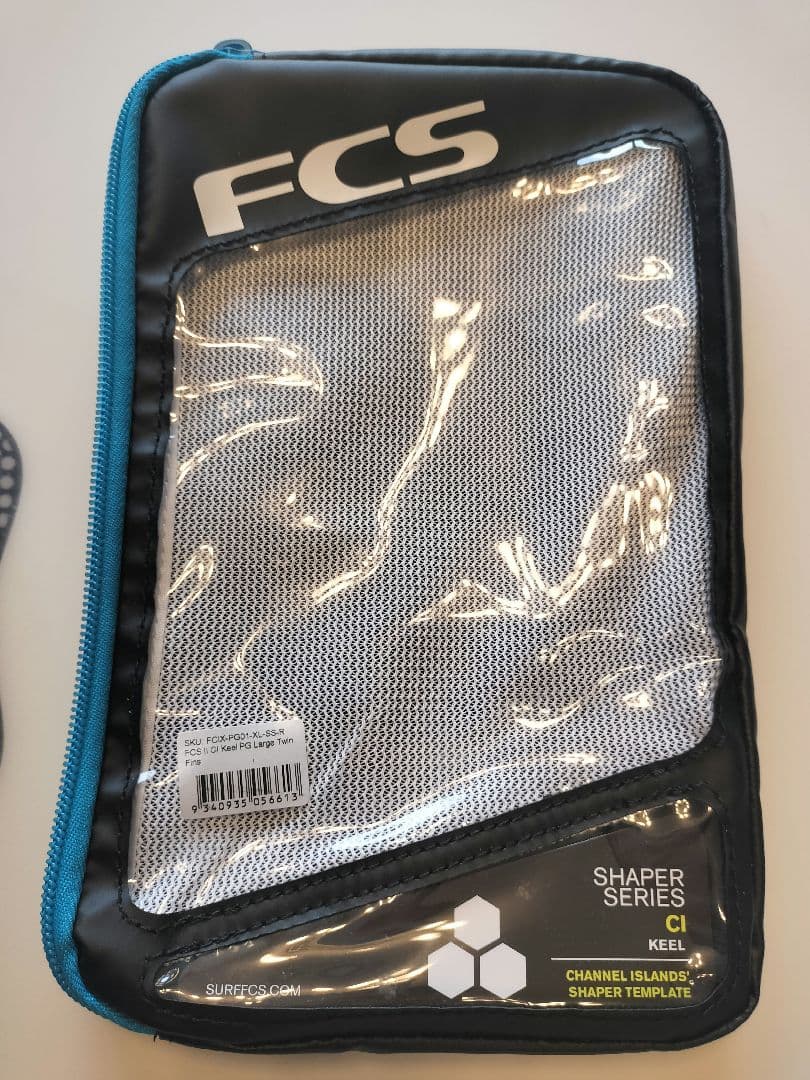 FCS
SKU: FCIX-PG01-XL-SS-R
FCS II CI Keel PG Large Twin
Fins
9 340935 056613
SHAPER
SERIES
CI
KEEL
CHANNEL ISLANDS'
SHAPER TEMPLATE
SURFFCS.COM